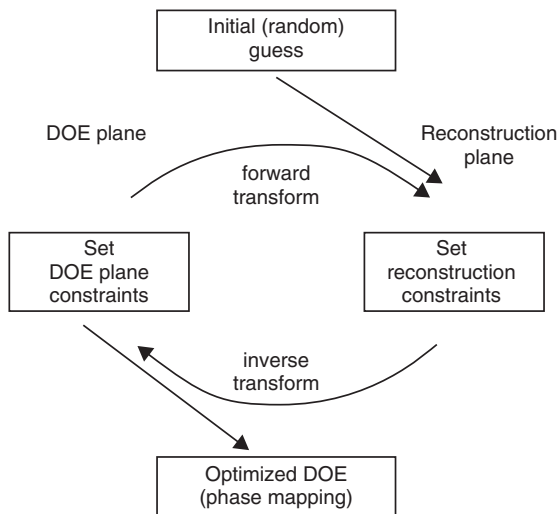 Initial (random)
guess
DOE plane
Reconstruction
plane
forward
transform
Set
DOE plane
constraints
Set
reconstruction
constraints
inverse
transform
Optimized DOE
(phase mapping)